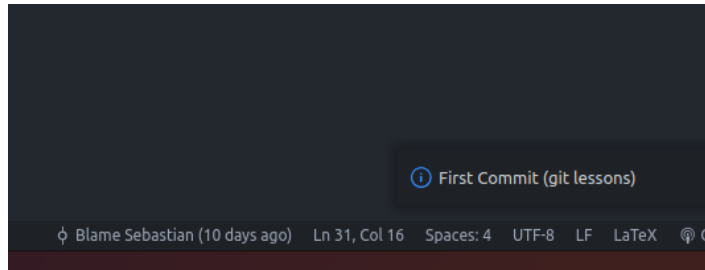 First Commit (git lessons)
Blame Sebastian (10 days ago) Ln 31, Col 16 Spaces: 4 UTF-8 LF LaTeX